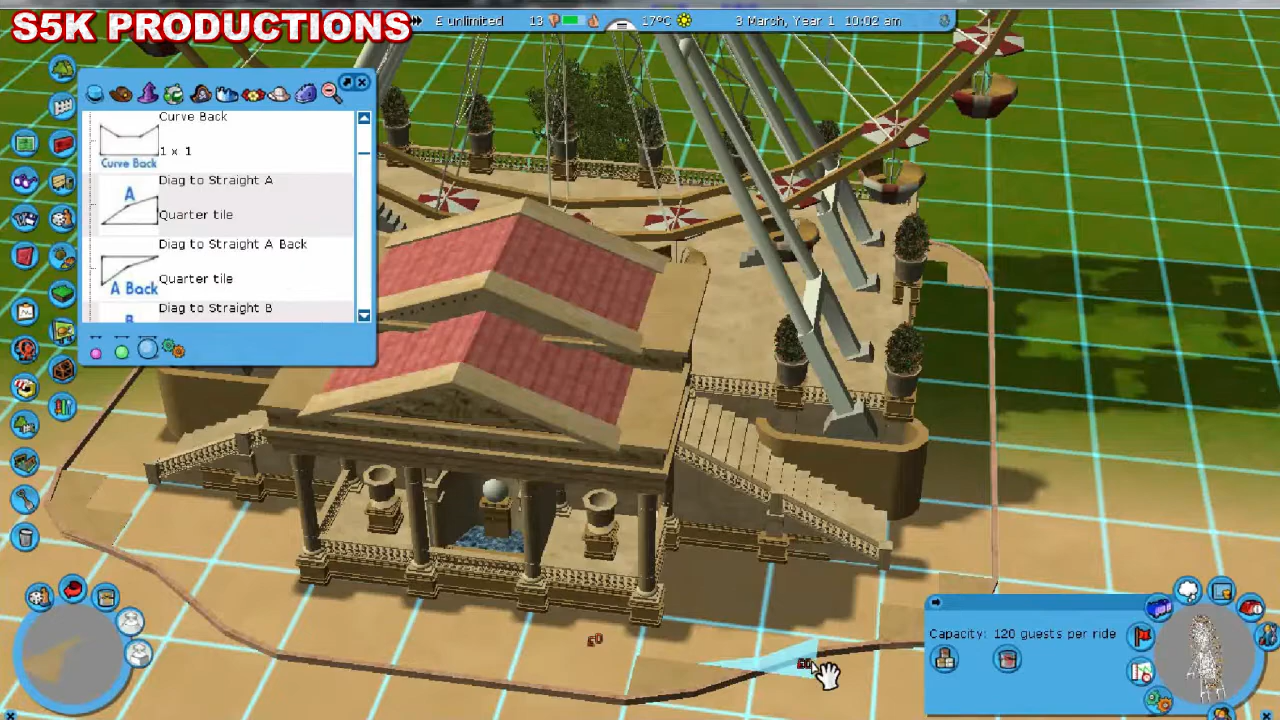 S5K PRODUCTIONS
£ unlimited
13
17°C
3 March, Year 1 10:02 am
Curve Back
1 x 1
Curve Back
Diag to Straight A
A
Quarter tile
Diag to Straight A Back
Quarter tile
A Back
Diag to Straight B
B
£0
£0
Capacity: 120 guests per ride